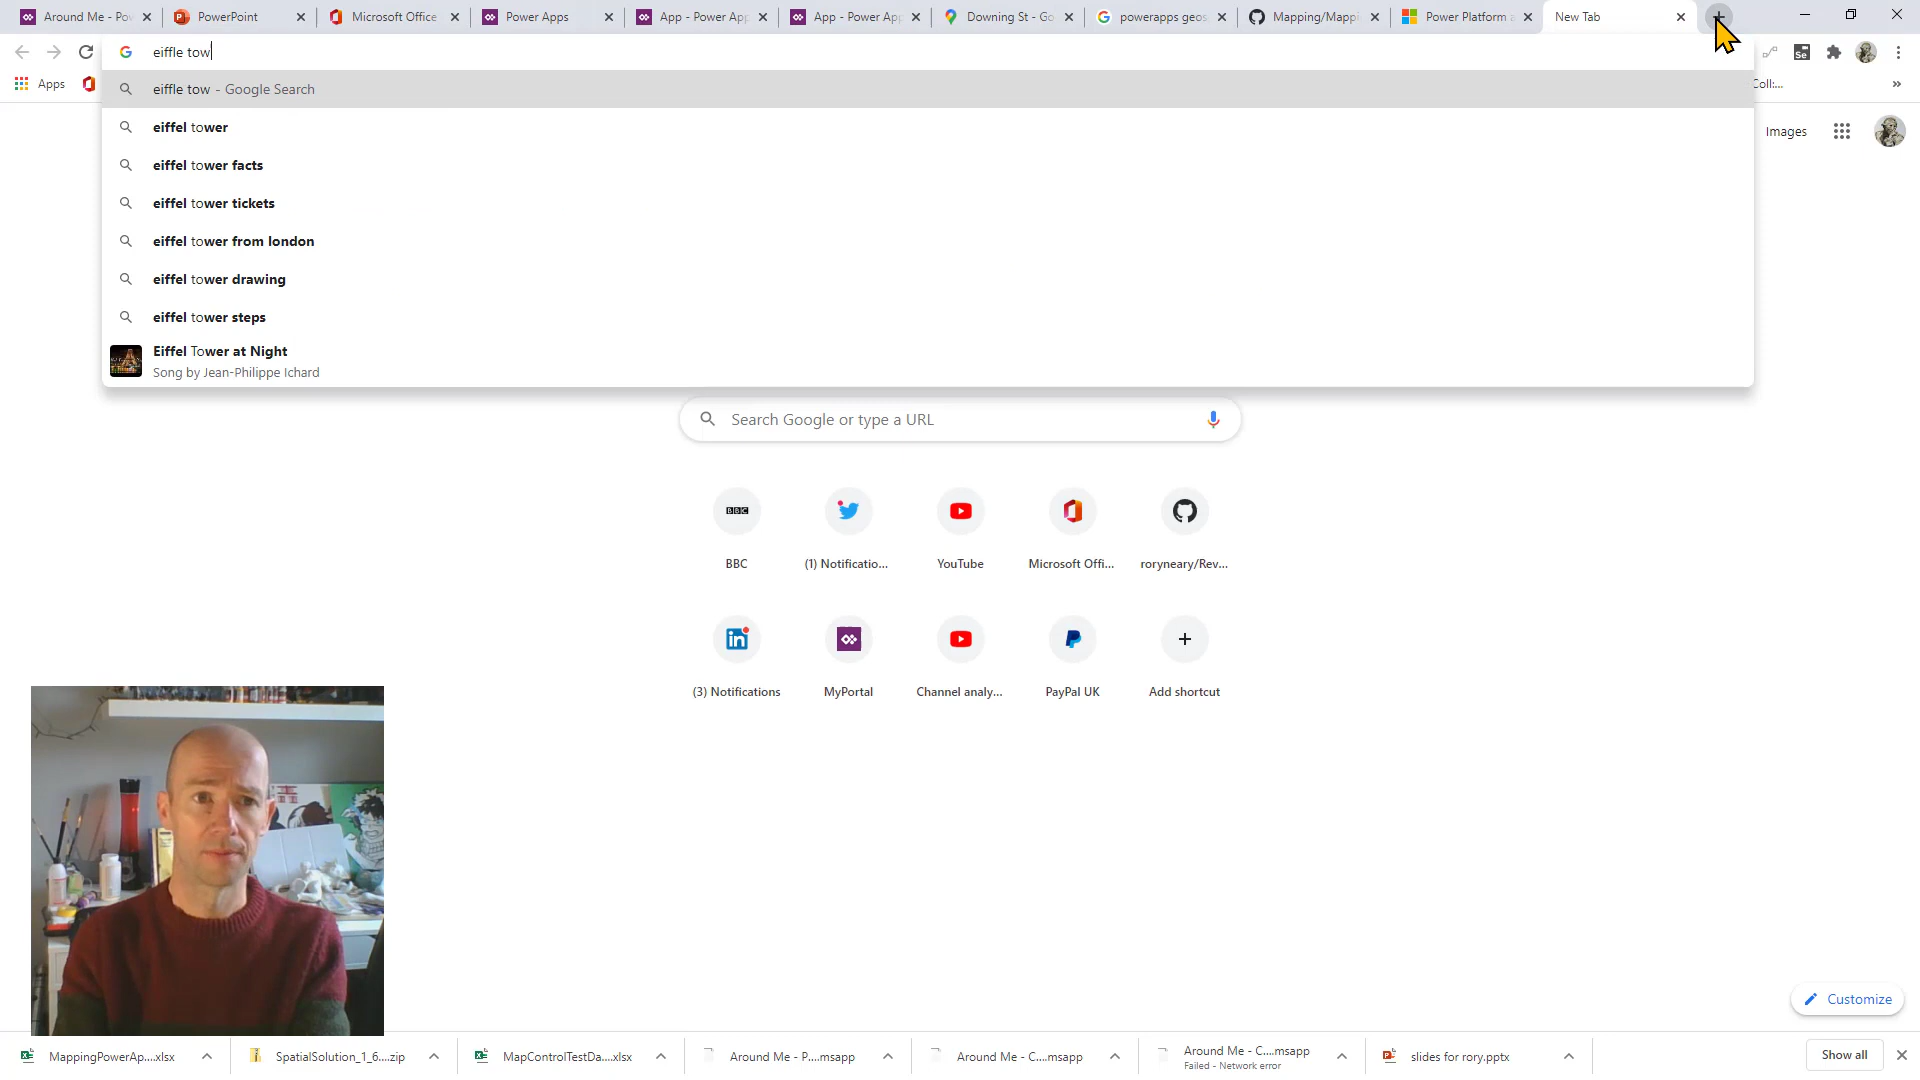 Around Me - Pow
PowerPoint
Microsoft Office
Power Apps
App - Power App
App - Power App
Downing St - Go
powerapps geos
Mapping/Mappi
Power Platform a
New Tab
eiffle tow
Apps
Coll:...
»
eiffle tow - Google Search
eiffel tower
eiffel tower facts
eiffel tower tickets
eiffel tower from london
eiffel tower drawing
eiffel tower steps
Eiffel Tower at Night
Song by Jean-Philippe Ichard
Images
Search Google or type a URL
BBC
BBC
(1) Notificatio...
YouTube
Microsoft Offi...
roryneary/Rev...
(3) Notifications
MyPortal
Channel analy...
PayPal UK
Add shortcut
Customize
MappingPowerAp....xlsx
SpatialSolution_1_6....zip
MapControlTestDa....xlsx
Around Me - P....msapp
Around Me - C....msapp
Around Me - C....msapp
Failed - Network error
slides for rory.pptx
Show all